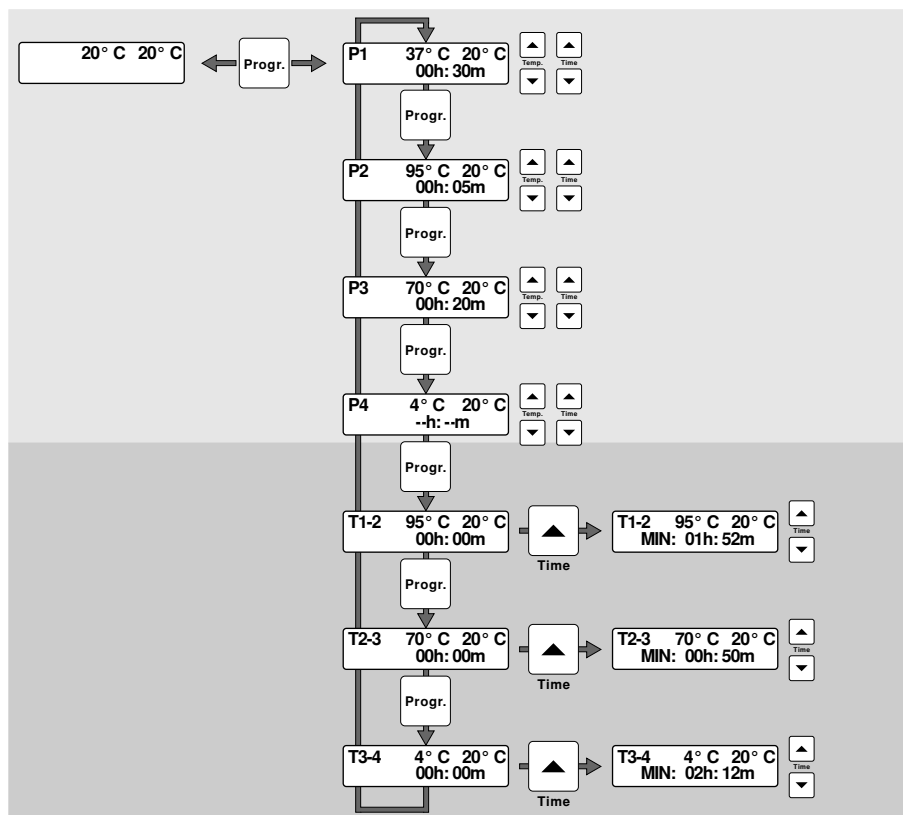 20° C 20° C
Progr.
P1 37° C 20° C
00h: 30m
Temp. Time
Progr.
P2 95° C 20° C
00h: 05m
Temp. Time
Progr.
P3 70° C 20° C
00h: 20m
Temp. Time
Progr.
P4 4° C 20° C
--h: --m
Temp. Time
Progr.
T1-2 95° C 20° C
00h: 00m
Time
T1-2 95° C 20° C
MIN: 01h: 52m
Time
Progr.
T2-3 70° C 20° C
00h: 00m
Time
T2-3 70° C 20° C
MIN: 00h: 50m
Time
Progr.
T3-4 4° C 20° C
00h: 00m
Time
T3-4 4° C 20° C
MIN: 02h: 12m
Time